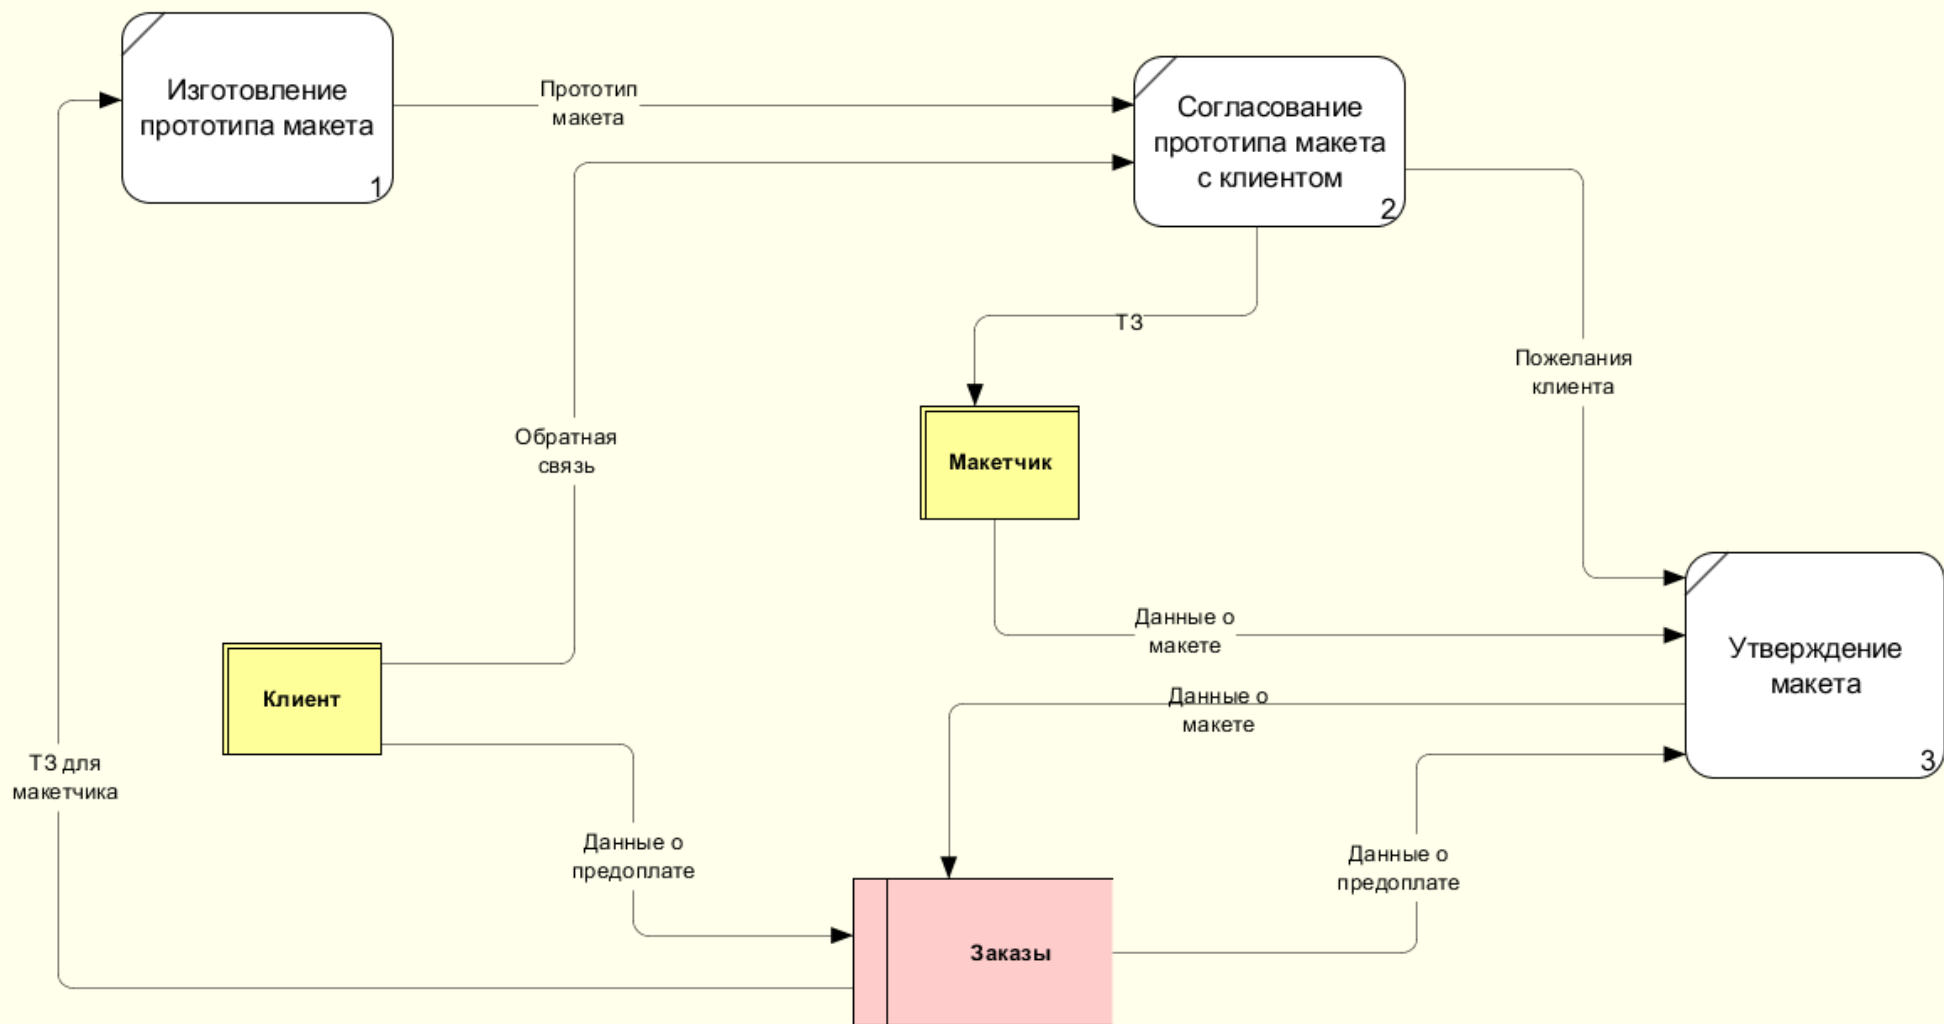 Изготовление
прототипа макета
1
Прототип
макета
Согласование
прототипа макета
с клиентом
2
ТЗ
Пожелания
клиента
Обратная
связь
Макетчик
Данные о
макете
Утверждение
макета
3
Клиент
Данные о
макете
ТЗ для
макетчика
Данные о
предоплате
Данные о
предоплате
Заказы